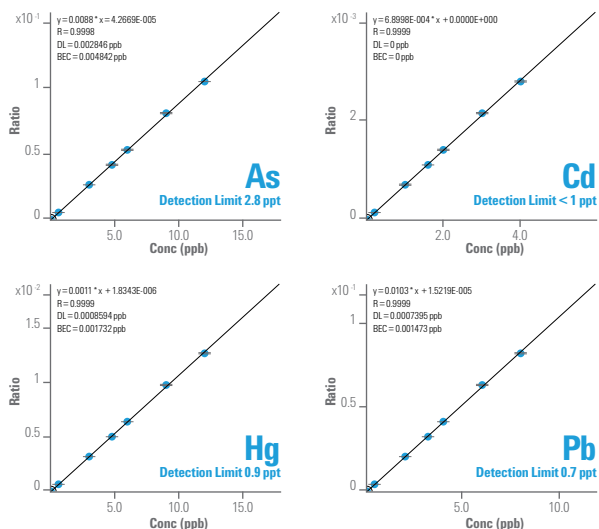 x10 -1
y=0.0088 * x = 4.2669E-005
R = 0.9998
DL = 0.002846 ppb
BEC = 0.004842 ppb
1
0.5
0
Ratio
As
Detection Limit 2.8 ppt
5.0
10.0
15.0
Conc (ppb)
x10 -3
y=6.8998E-004 * x + 0.0000E+000
R = 0.9999
DL = 0 ppb
BEC = 0 ppb
2
0
Ratio
Cd
Detection Limit < 1 ppt
2.0
4.0
Conc (ppb)
x10 -2
y=0.0011 * x + 1.8343E-006
R = 0.9999
DL = 0.0008594 ppb
BEC = 0.001732 ppb
1.5
1
0.5
0
Ratio
Hg
Detection Limit 0.9 ppt
5.0
10.0
15.0
Conc (ppb)
x10 -1
y=0.0103 * x + 1.5219E-005
R = 0.9999
DL = 0.0007395 ppb
BEC = 0.001473 ppb
1
0.5
0
Ratio
Pb
Detection Limit 0.7 ppt
5.0
10.0
Conc (ppb)